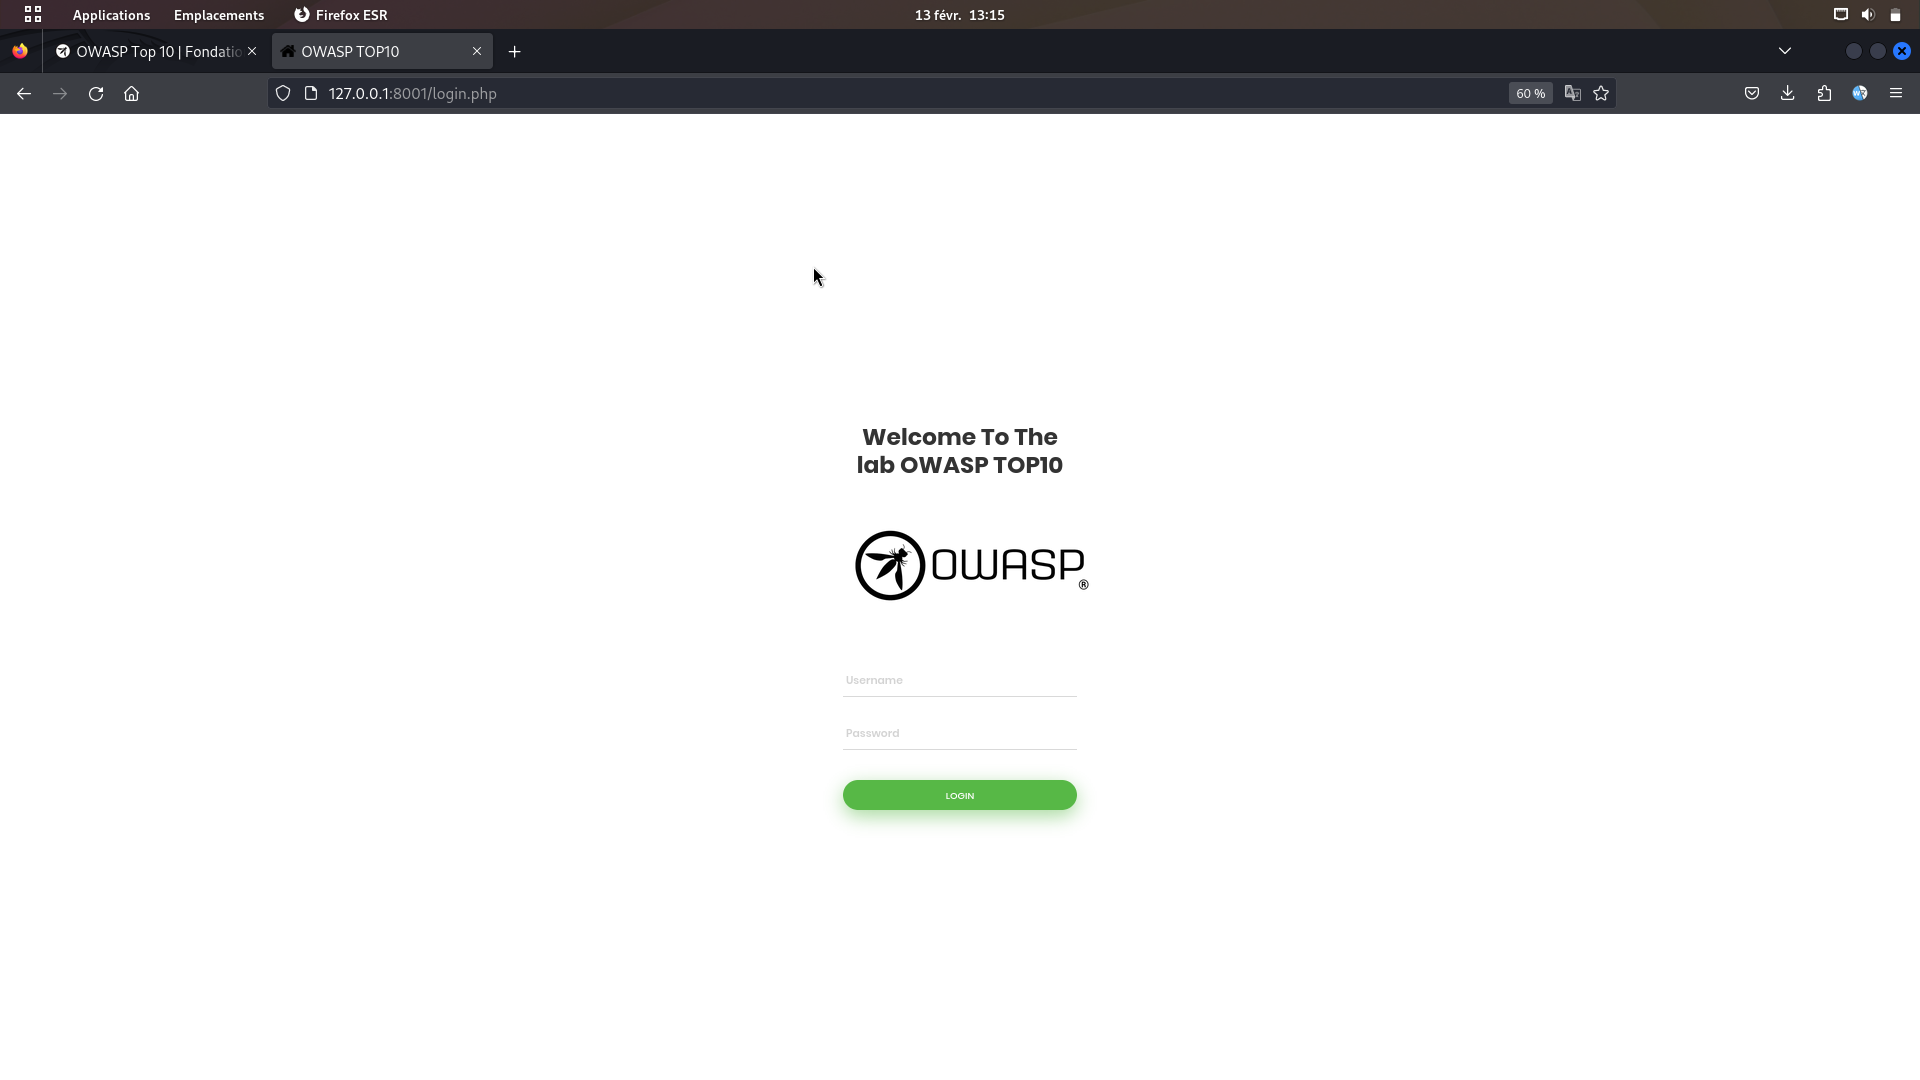 Applications Emplacements Firefox ESR 13 févr. 13:15
OWASP Top 10 | Fondatio OWASP TOP10
127.0.0.1:8001/login.php 60 %
Welcome To The
lab OWASP TOP10
OWASP®
Username
Password
LOGIN